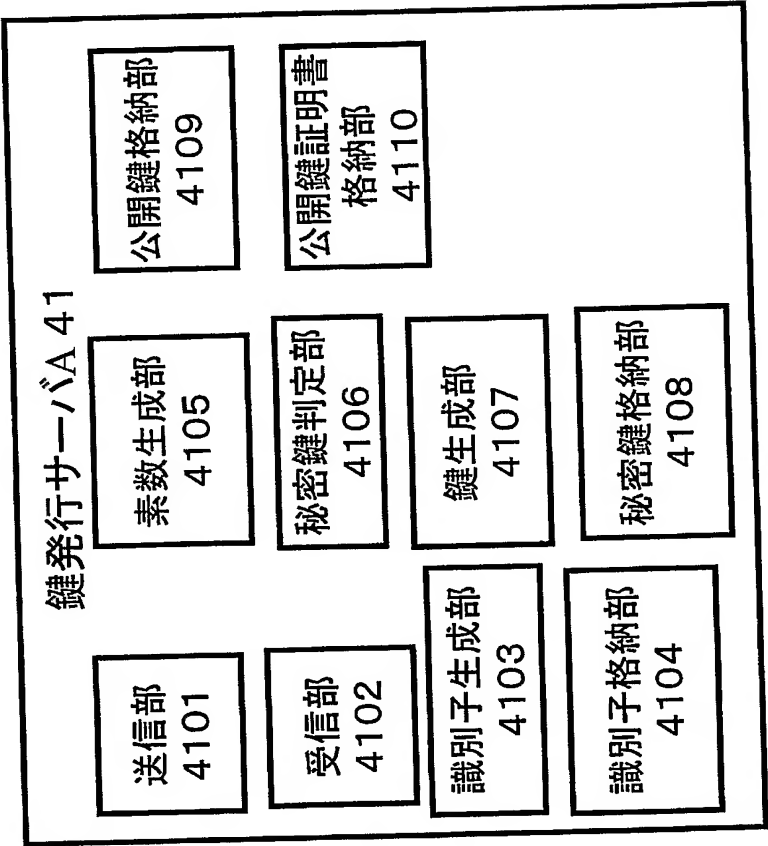 鍵発行サーバA 41
送信部
4101
受信部
4102
識別子生成部
4103
識別子格納部
4104
素数生成部
4105
秘密鍵判定部
4106
鍵生成部
4107
秘密鍵格納部
4108
公開鍵格納部
4109
公開鍵証明書
格納部
4110